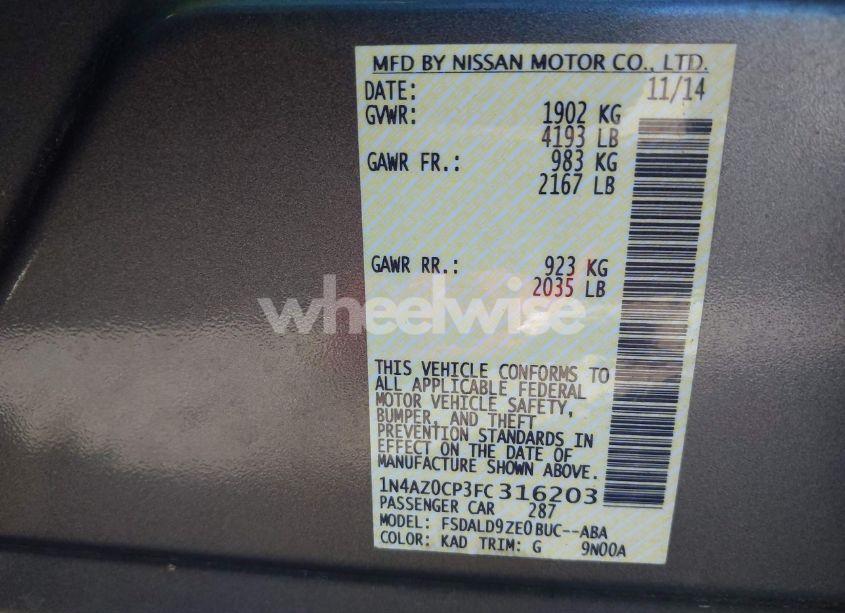 MFD BY NISSAN MOTOR CO., LTD.
DATE: 11/14
GVWR: 1902 KG
4193 LB
GAWR FR.: 983 KG
2167 LB
GAWR RR.: 923 KG
2035 LB
wheelwise
THIS VEHICLE CONFORMS TO
ALL APPLICABLE FEDERAL
MOTOR VEHICLE SAFETY,
BUMPER, AND THEFT
PREVENTION STANDARDS IN
EFFECT ON THE DATE OF
MANUFACTURE SHOWN ABOVE.
1N4AZ0CP3FC316203
PASSENGER CAR 287
MODEL: FSDALD9ZE0BUC--ABA
COLOR: KAD TRIM: G 9N00A